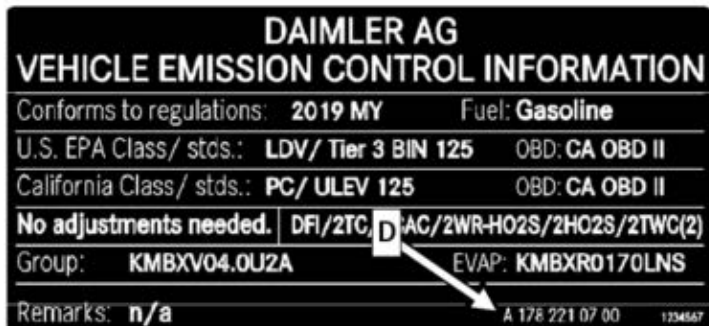 DAIMLER AG
VEHICLE EMISSION CONTROL INFORMATION
Conforms to regulations: 2019 MY Fuel: Gasoline
U.S. EPA Class/ stds.: LDV/ Tier 3 BIN 125 OBD: CA OBD II
California Class/ stds.: PC/ ULEV 125 OBD: CA OBD II
No adjustments needed. DFI/2TC/ AC/2WR-HO2S/2HO2S/2TWC(2)
D
Group: KMBXV04.0U2A EVAP: KMBXR0170LNS
Remarks: n/a A 178 221 07 00 1234567